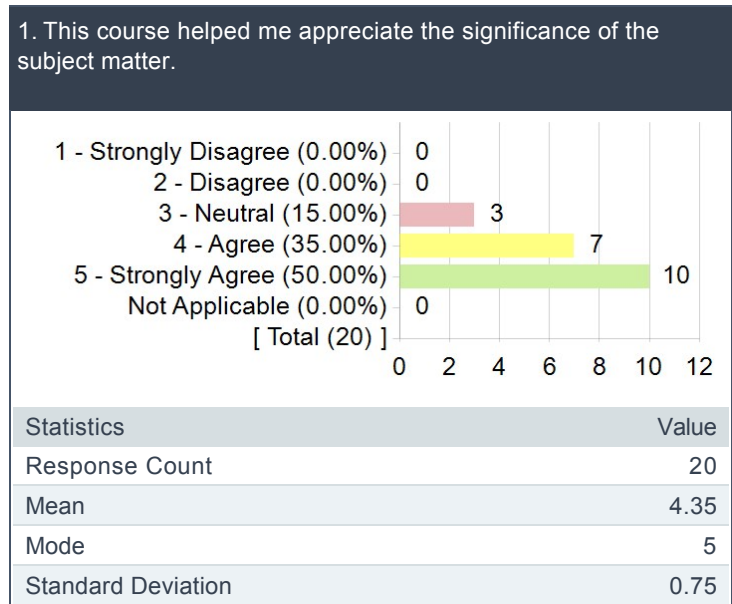 1. This course helped me appreciate the significance of the
subject matter.
1 - Strongly Disagree (0.00%) 0
2 - Disagree (0.00%) 0
3 - Neutral (15.00%) 3
4 - Agree (35.00%) 7
5 - Strongly Agree (50.00%) 10
Not Applicable (0.00%) 0
[ Total (20) ]
0 2 4 6 8 10 12
Statistics Value
Response Count 20
Mean 4.35
Mode 5
Standard Deviation 0.75